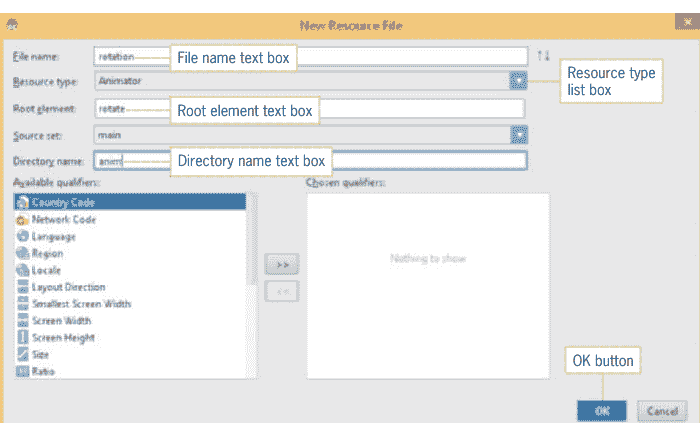 New Resource File
File name: rotation
File name text box
Resource type: Animator
Resource type
list box
Root element: rotate
Root element text box
Source set: main
Directory name: anim
Directory name text box
Available qualifiers:
Chosen qualifiers:
Country Code
Network Code
Language
Region
Locale
Layout Direction
Smallest Screen Width
Screen Width
Screen Height
Size
Ratio
>>
<<
Nothing to show
OK button
OK
Cancel